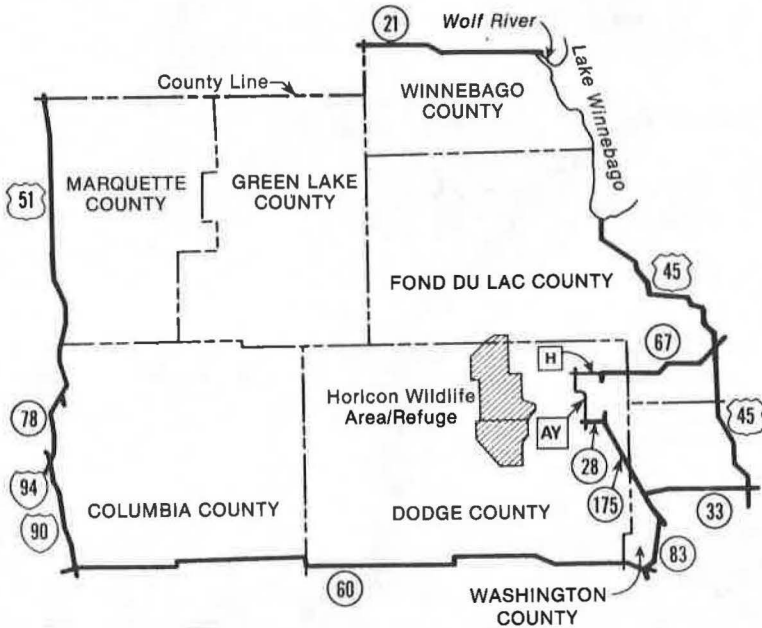 21
Wolf River
Lake Winnebago
County Line
WINNEBAGO
COUNTY
51
MARQUETTE
COUNTY
GREEN LAKE
COUNTY
FOND DU LAC COUNTY
45
67
H
Horicon Wildlife
Area/Refuge
78
AY
45
28
94
175
90
COLUMBIA COUNTY
DODGE COUNTY
33
83
60
WASHINGTON
COUNTY